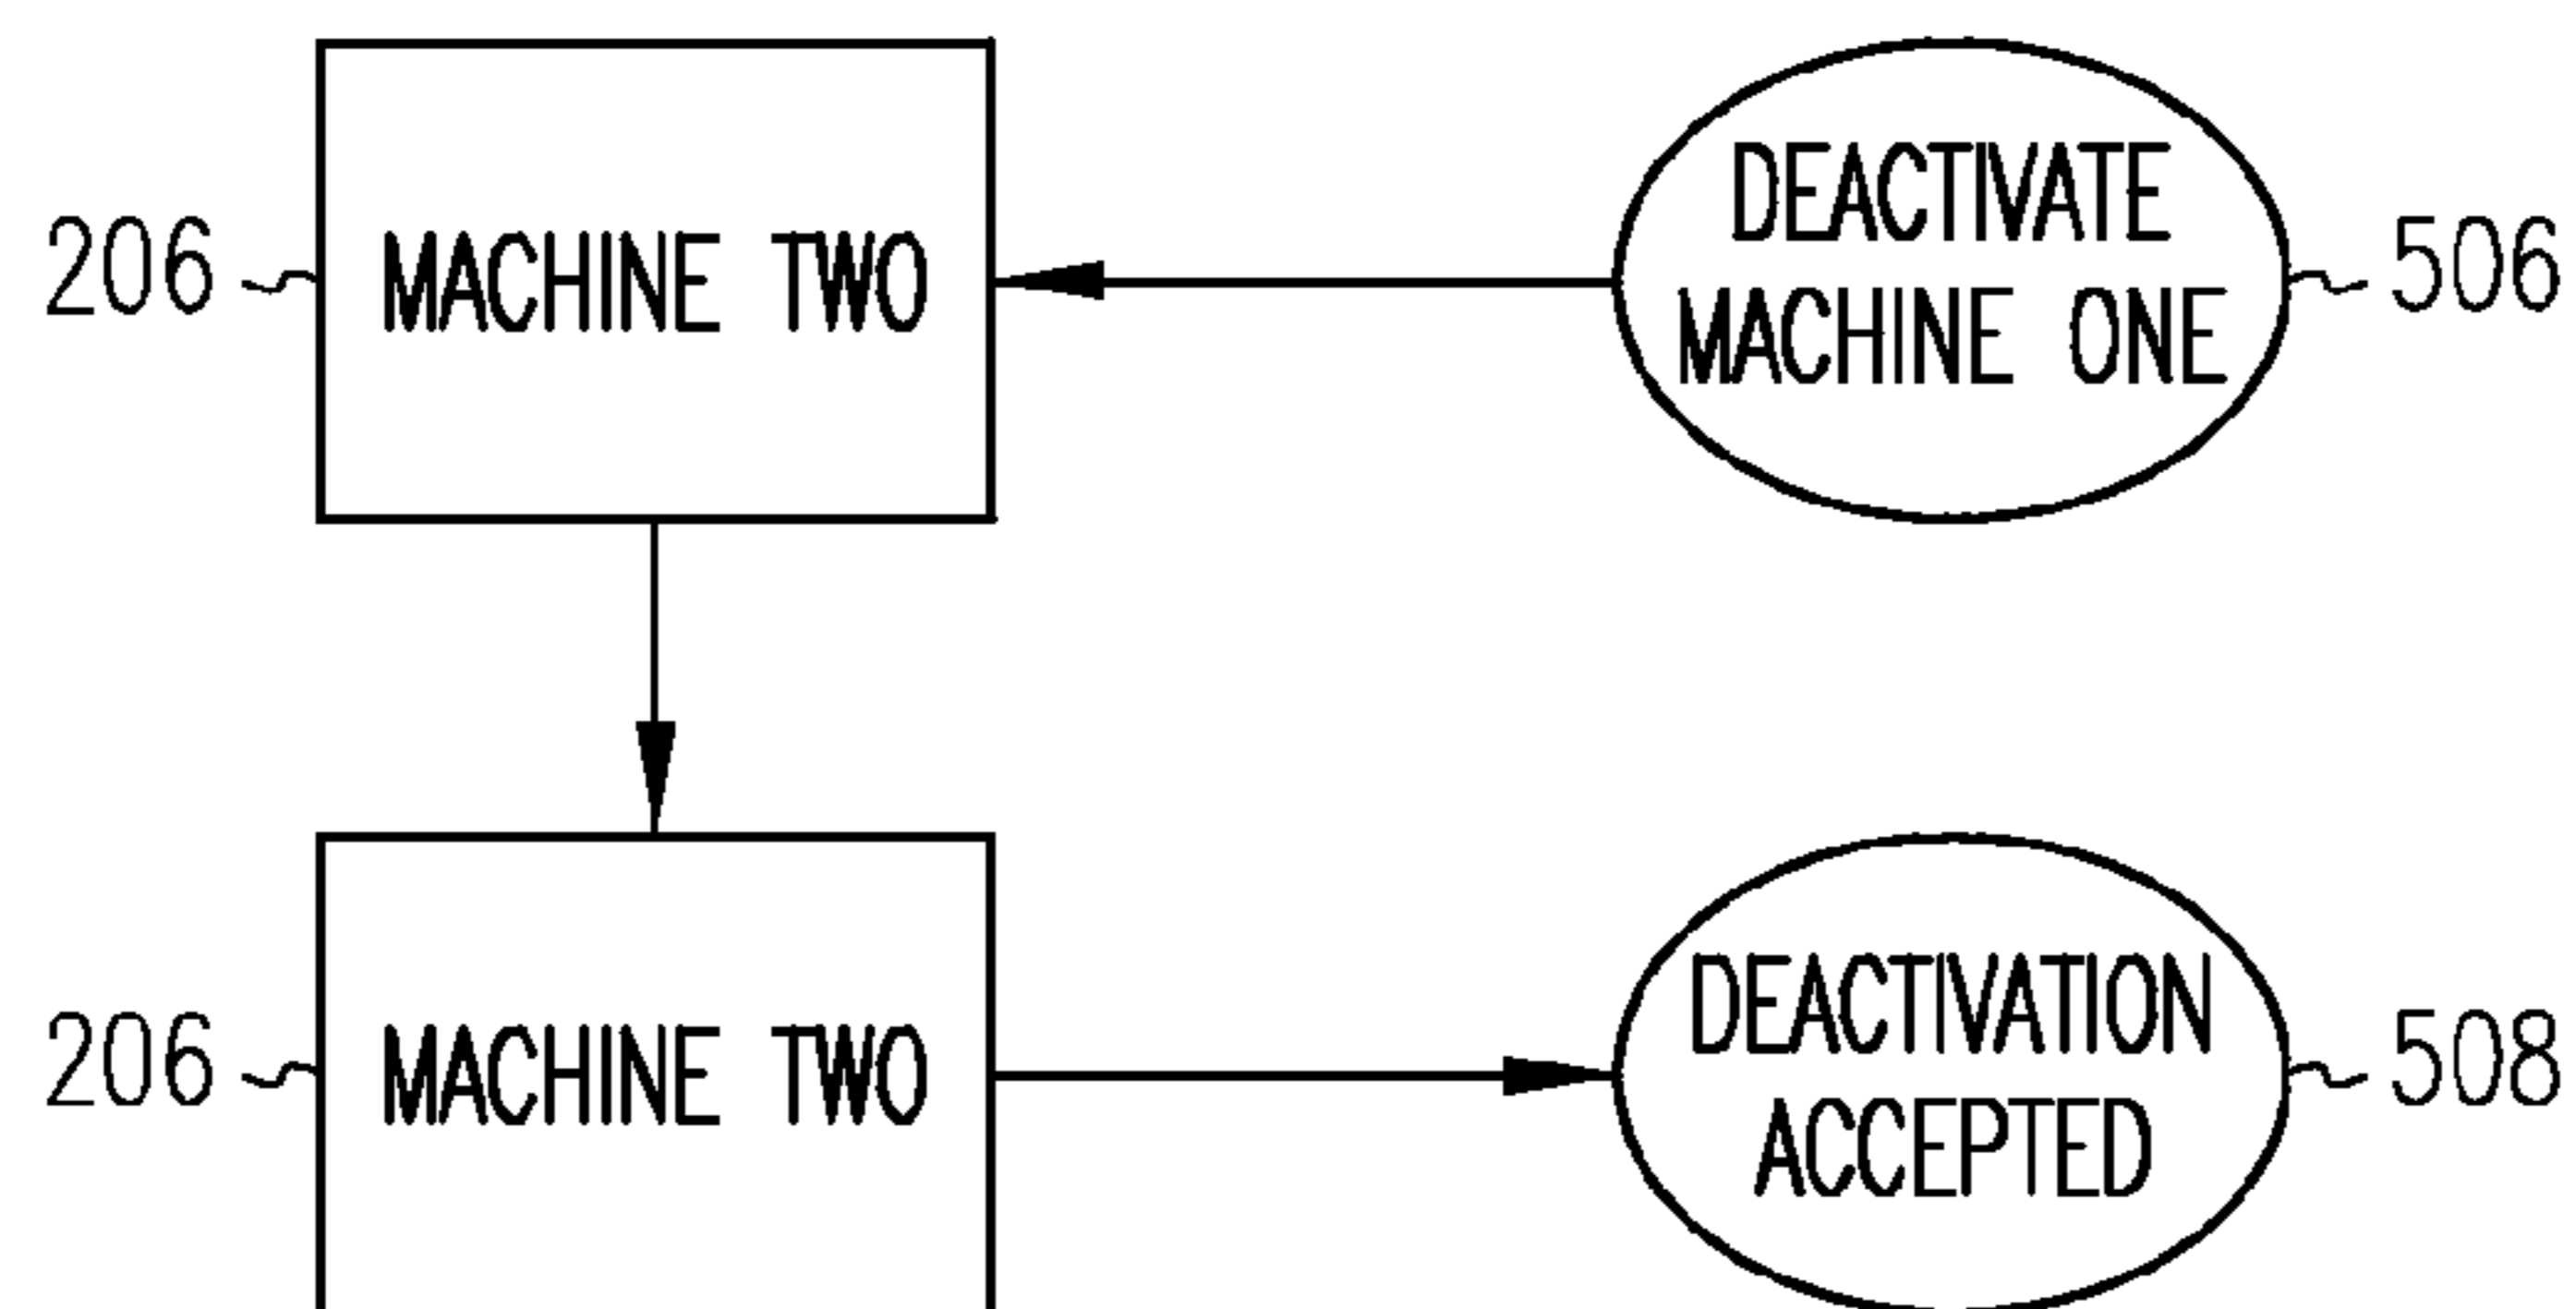 206
MACHINE TWO
DEACTIVATE
MACHINE ONE
506
206
MACHINE TWO
DEACTIVATION
ACCEPTED
508